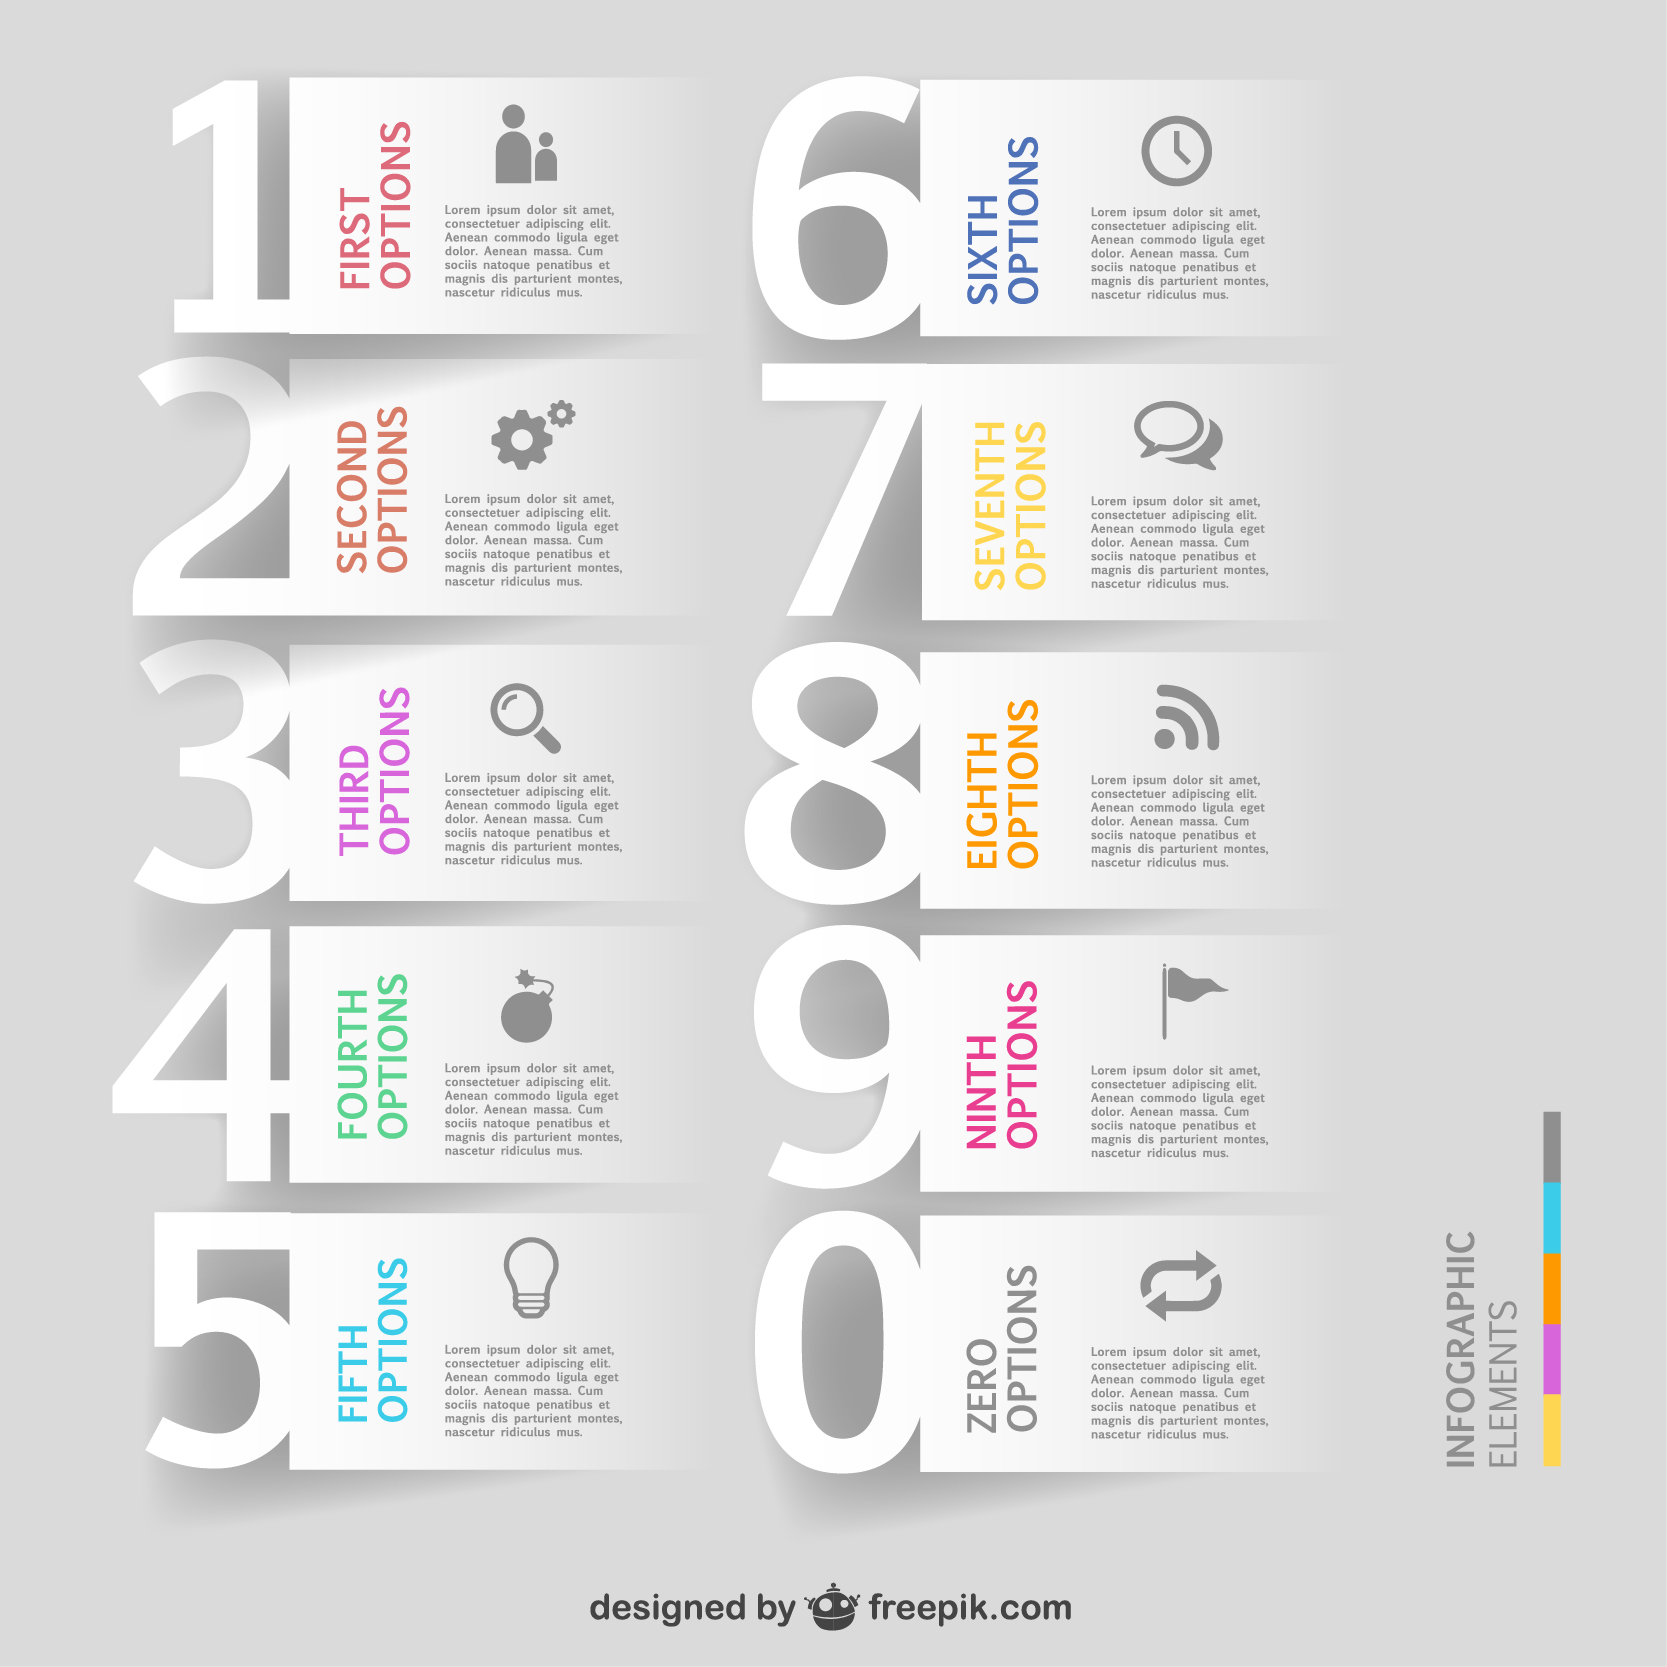 1
FIRST
OPTIONS
Lorem ipsum dolor sit amet,
consectetuer adipiscing elit.
Aenean commodo ligula eget
dolor. Aenean massa. Cum
sociis natoque penatibus et
magnis dis parturient montes,
nascetur ridiculus mus.
2
SECOND
OPTIONS
Lorem ipsum dolor sit amet,
consectetuer adipiscing elit.
Aenean commodo ligula eget
dolor. Aenean massa. Cum
sociis natoque penatibus et
magnis dis parturient montes,
nascetur ridiculus mus.
3
THIRD
OPTIONS
Lorem ipsum dolor sit amet,
consectetuer adipiscing elit.
Aenean commodo ligula eget
dolor. Aenean massa. Cum
sociis natoque penatibus et
magnis dis parturient montes,
nascetur ridiculus mus.
4
FOURTH
OPTIONS
Lorem ipsum dolor sit amet,
consectetuer adipiscing elit.
Aenean commodo ligula eget
dolor. Aenean massa. Cum
sociis natoque penatibus et
magnis dis parturient montes,
nascetur ridiculus mus.
5
FIFTH
OPTIONS
Lorem ipsum dolor sit amet,
consectetuer adipiscing elit.
Aenean commodo ligula eget
dolor. Aenean massa. Cum
sociis natoque penatibus et
magnis dis parturient montes,
nascetur ridiculus mus.
6
SIXTH
OPTIONS
Lorem ipsum dolor sit amet,
consectetuer adipiscing elit.
Aenean commodo ligula eget
dolor. Aenean massa. Cum
sociis natoque penatibus et
magnis dis parturient montes,
nascetur ridiculus mus.
7
SEVENTH
OPTIONS
Lorem ipsum dolor sit amet,
consectetuer adipiscing elit.
Aenean commodo ligula eget
dolor. Aenean massa. Cum
sociis natoque penatibus et
magnis dis parturient montes,
nascetur ridiculus mus.
8
EIGHTH
OPTIONS
Lorem ipsum dolor sit amet,
consectetuer adipiscing elit.
Aenean commodo ligula eget
dolor. Aenean massa. Cum
sociis natoque penatibus et
magnis dis parturient montes,
nascetur ridiculus mus.
9
NINTH
OPTIONS
Lorem ipsum dolor sit amet,
consectetuer adipiscing elit.
Aenean commodo ligula eget
dolor. Aenean massa. Cum
sociis natoque penatibus et
magnis dis parturient montes,
nascetur ridiculus mus.
0
ZERO
OPTIONS
Lorem ipsum dolor sit amet,
consectetuer adipiscing elit.
Aenean commodo ligula eget
dolor. Aenean massa. Cum
sociis natoque penatibus et
magnis dis parturient montes,
nascetur ridiculus mus.
INFOGRAPHIC
ELEMENTS
designed by freepik.com